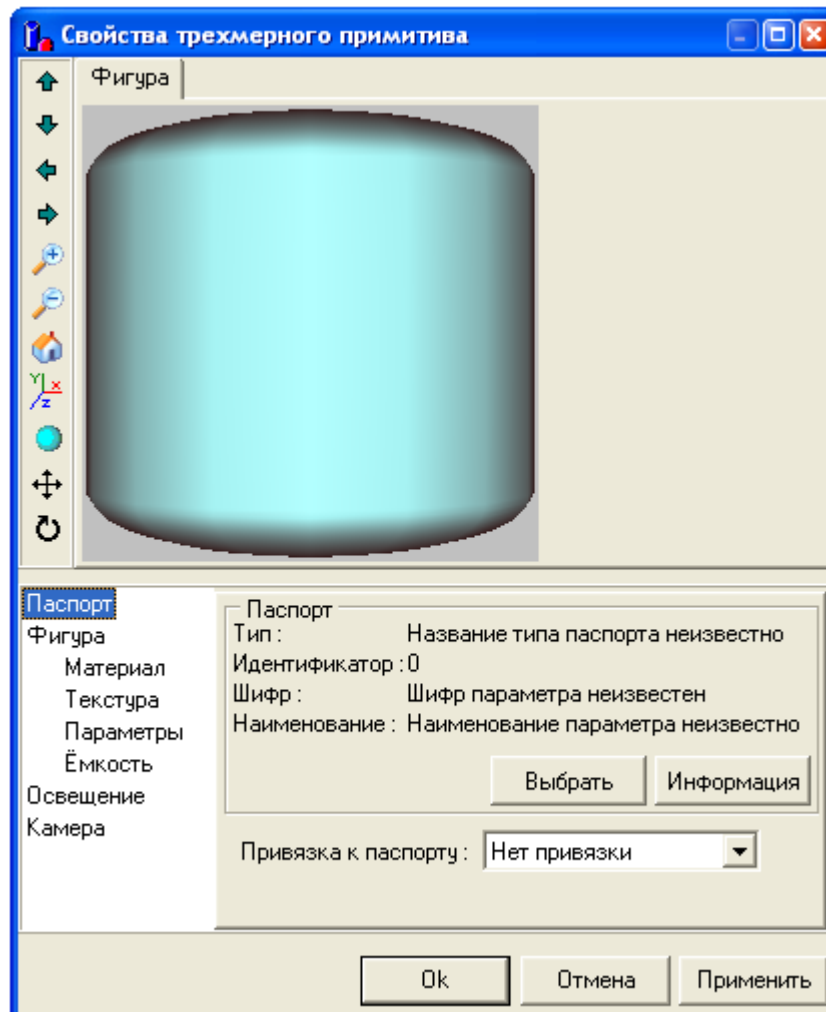 Свойства трехмерного примитива
Фигура
Y x
z
Паспорт
Фигура
Материал
Текстура
Параметры
Ёмкость
Освещение
Камера
Паспорт
Тип : Название типа паспорта неизвестно
Идентификатор : 0
Шифр : Шифр параметра неизвестен
Наименование : Наименование параметра неизвестно
Выбрать Информация
Привязка к паспорту : Нет привязки
Ok Отмена Применить